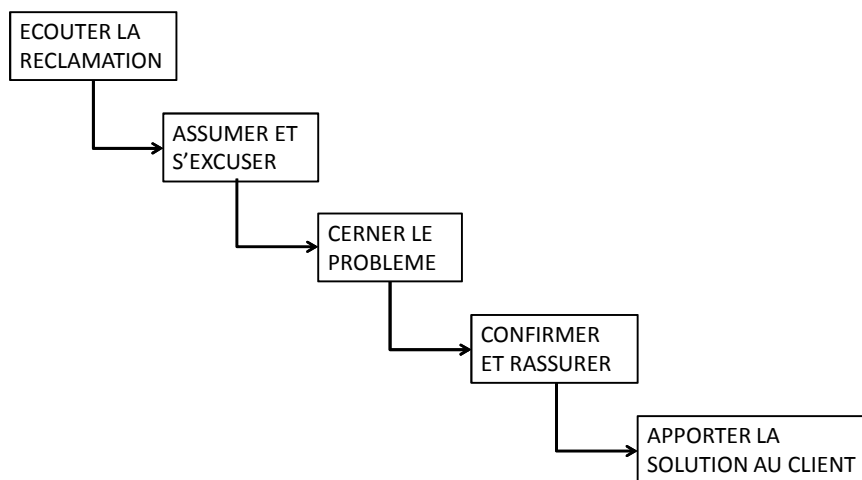 ECOUTER LA
RECLAMATION
ASSUMER ET
S’EXCUSER
CERNER LE
PROBLEME
CONFIRMER
ET RASSURER
APPORTER LA
SOLUTION AU CLIENT